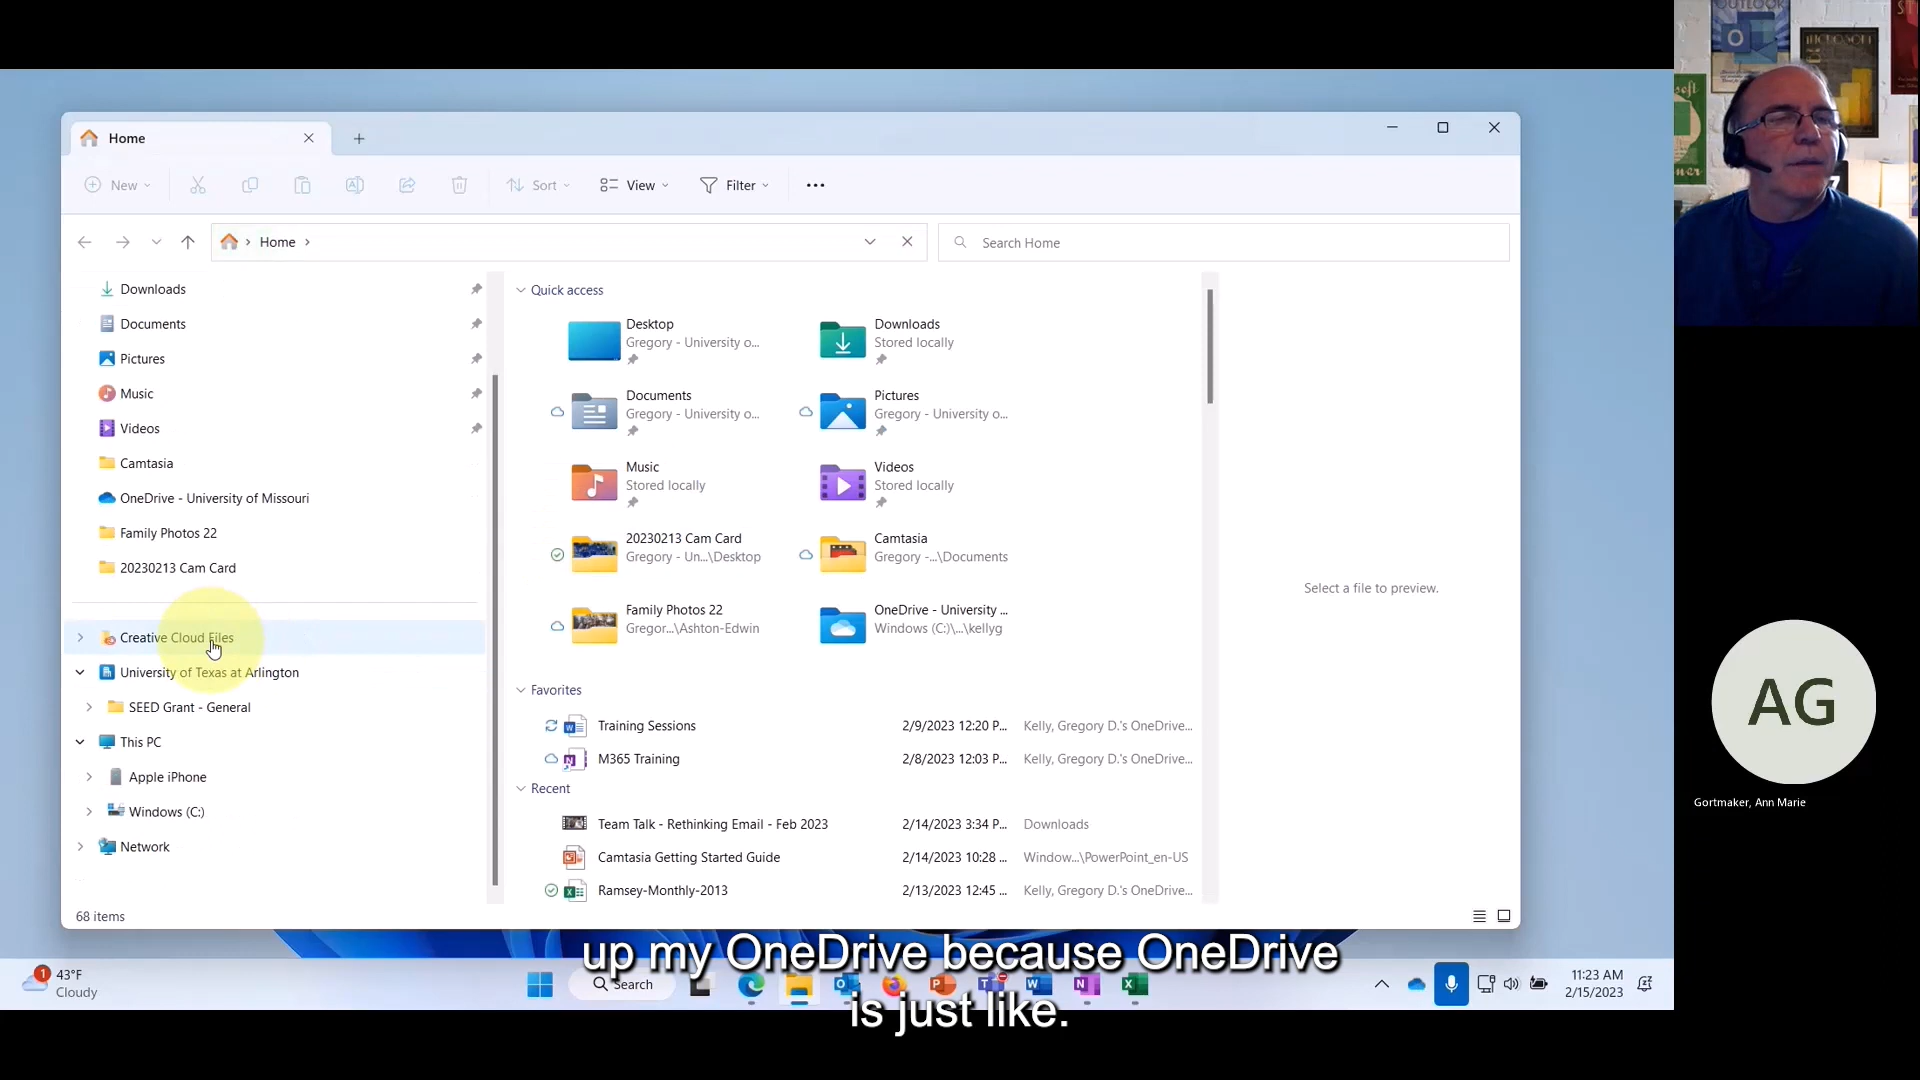 Home
New
Sort
View
Filter
Home
Search Home
Downloads
Documents
Pictures
Music
Videos
Camtasia
OneDrive - University of Missouri
Family Photos 22
20230213 Cam Card
Creative Cloud Files
University of Texas at Arlington
SEED Grant - General
This PC
Apple iPhone
Windows (C:)
Network
68 items
Quick access
Desktop
Gregory - University o...
Downloads
Stored locally
Documents
Gregory - University o...
Pictures
Gregory - University o...
Music
Stored locally
Videos
Stored locally
20230213 Cam Card
Gregory - Un...\Desktop
Camtasia
Gregory -...\Documents
Family Photos 22
Gregor...\Ashton-Edwin
OneDrive - University ...
Windows (C:)\...\kellyg
Favorites
Training Sessions 2/9/2023 12:20 P... Kelly, Gregory D.'s OneDrive...
M365 Training 2/8/2023 12:03 P... Kelly, Gregory D.'s OneDrive...
Recent
Team Talk - Rethinking Email - Feb 2023 2/14/2023 3:34 P... Downloads
Camtasia Getting Started Guide 2/14/2023 10:28 ... Window...\PowerPoint_en-US
Ramsey-Monthly-2013 2/13/2023 12:45 ... Kelly, Gregory D.'s OneDrive...
Select a file to preview.
OUTLOOK
AG
Gortmaker, Ann Marie
up my OneDrive because OneDrive
is just like.
1
43°F
Cloudy
Search
11:23 AM
2/15/2023